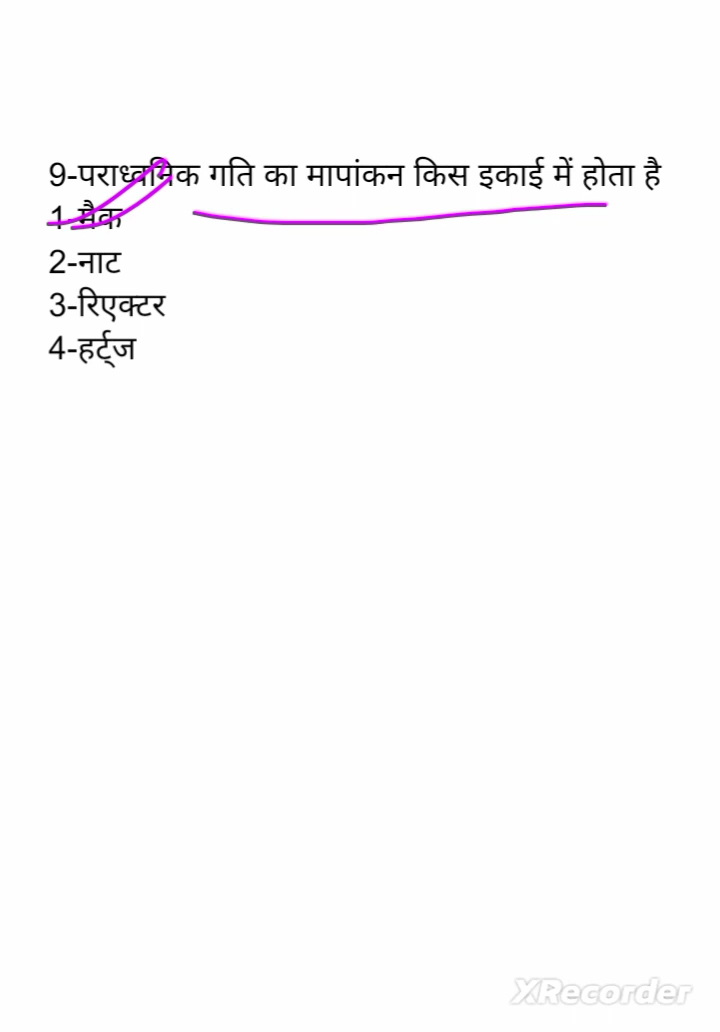 9-पराध्वनिक गति का मापांकन किस इकाई में होता है
1-मैक
2-नाट
3-रिएक्टर
4-हर्ट्ज
XRecorder